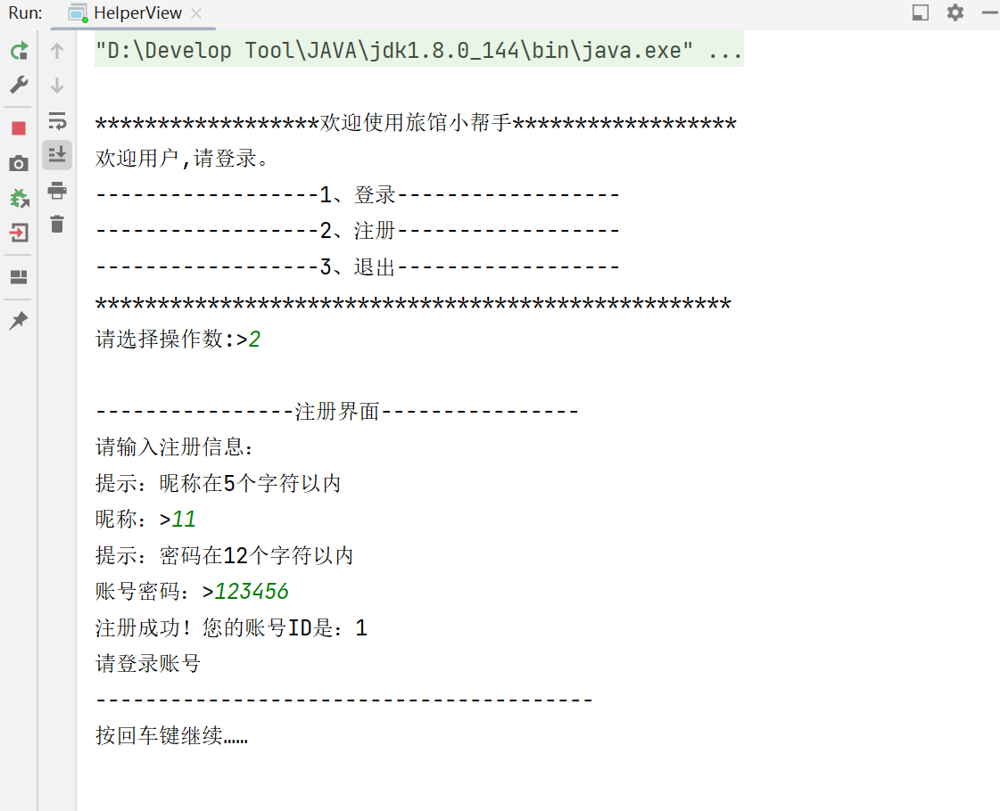 Run: HelperView
"D:\Develop Tool\JAVA\jdk1.8.0_144\bin\java.exe" ...
******************欢迎使用旅馆小帮手******************
欢迎用户,请登录。
------------------1、登录------------------
------------------2、注册------------------
------------------3、退出------------------
***************************************************
请选择操作数:>2
----------------注册界面----------------
请输入注册信息：
提示：昵称在5个字符以内
昵称：>11
提示：密码在12个字符以内
账号密码：>123456
注册成功！您的账号ID是：1
请登录账号
----------------------------------------
按回车键继续……